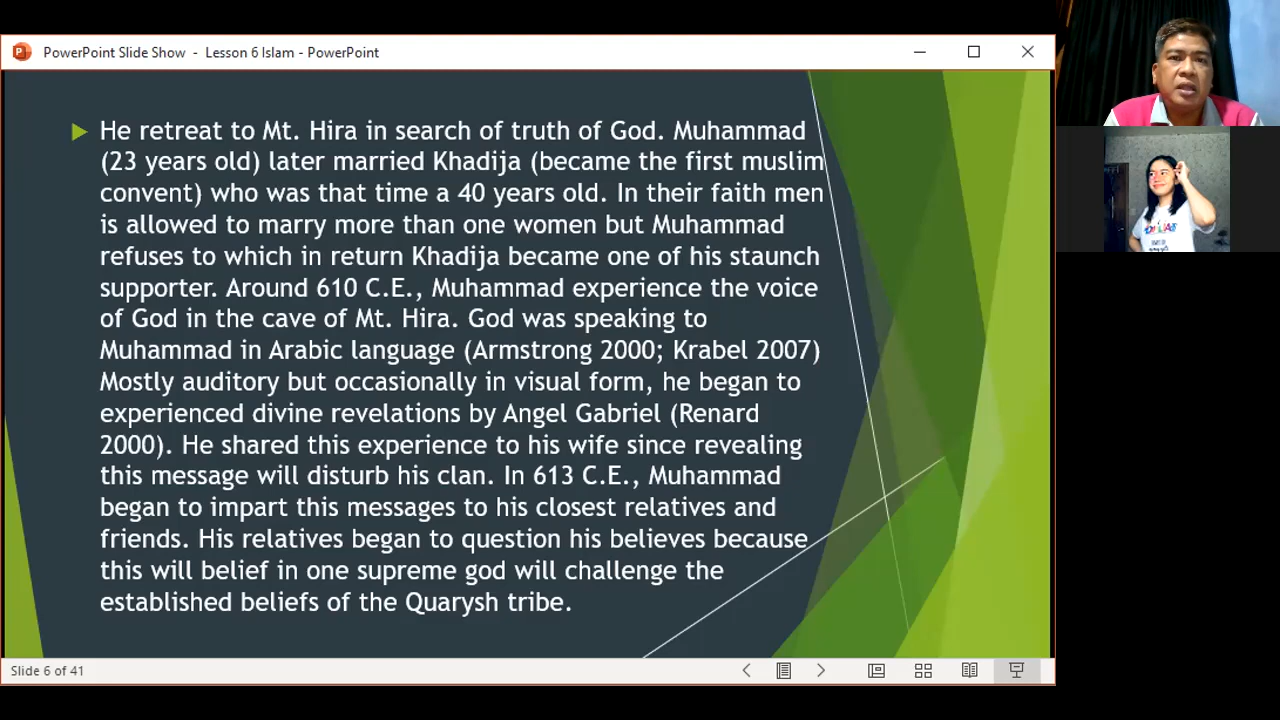 PowerPoint Slide Show - Lesson 6 Islam - PowerPoint
He retreat to Mt. Hira in search of truth of God. Muhammad
(23 years old) later married Khadija (became the first muslim
convent) who was that time a 40 years old. In their faith men
is allowed to marry more than one women but Muhammad
refuses to which in return Khadija became one of his staunch
supporter. Around 610 C.E., Muhammad experience the voice
of God in the cave of Mt. Hira. God was speaking to
Muhammad in Arabic language (Armstrong 2000; Krabel 2007)
Mostly auditory but occasionally in visual form, he began to
experienced divine revelations by Angel Gabriel (Renard
2000). He shared this experience to his wife since revealing
this message will disturb his clan. In 613 C.E., Muhammad
began to impart this messages to his closest relatives and
friends. His relatives began to question his believes because
this will belief in one supreme god will challenge the
established beliefs of the Quarysh tribe.
Slide 6 of 41